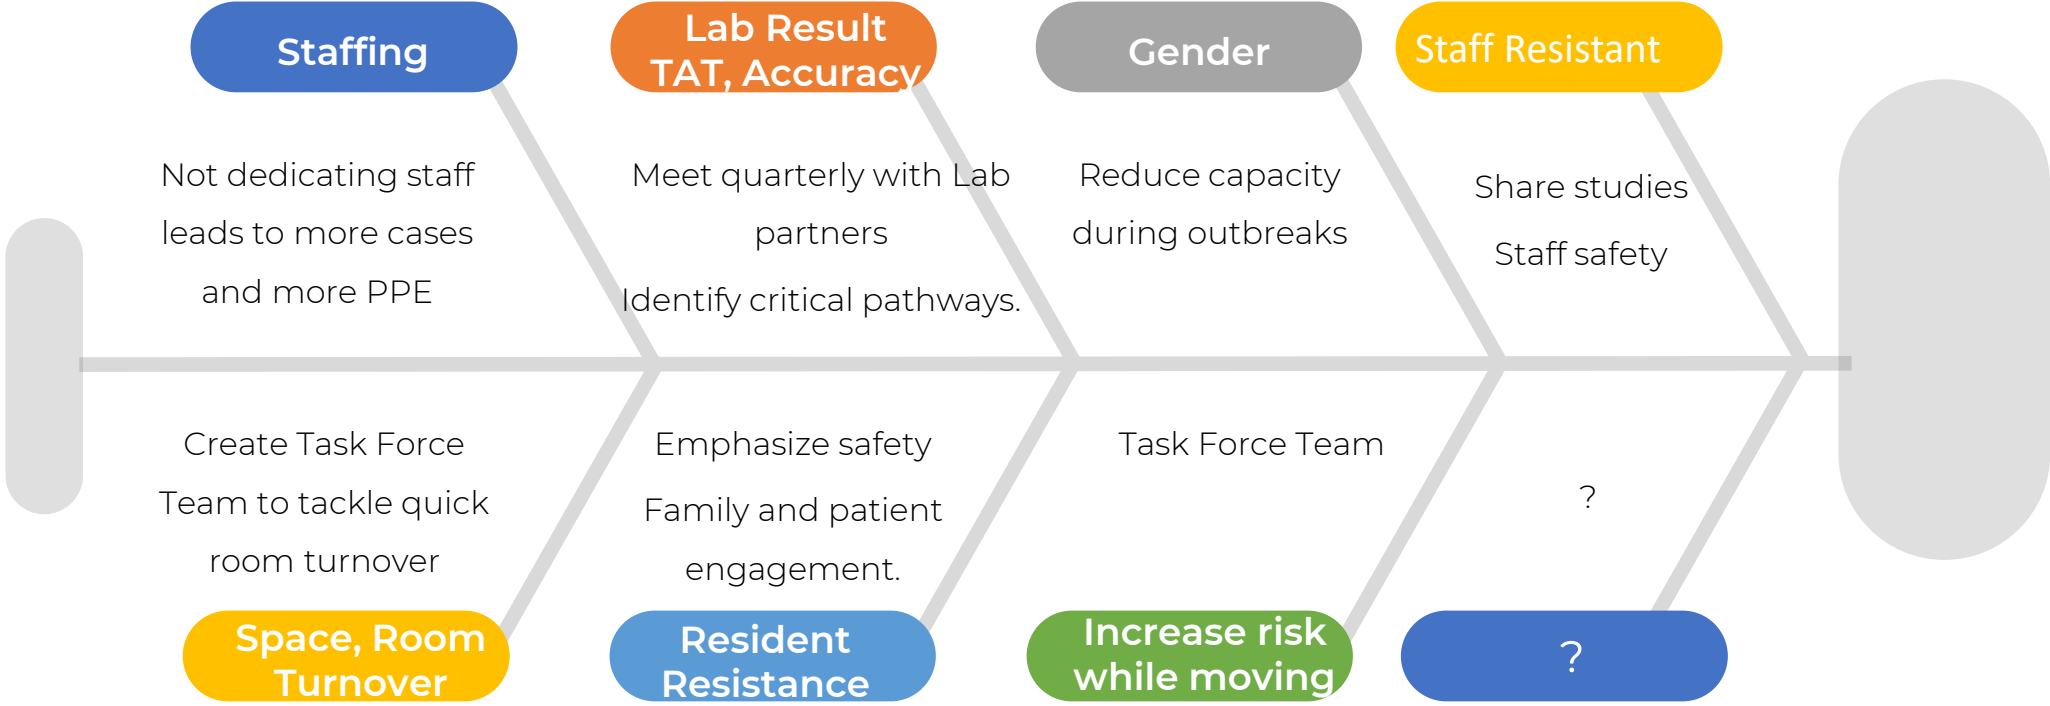 Staffing
Lab Result
TAT, Accuracy
Gender
Staff Resistant
Not dedicating staff
leads to more cases
and more PPE
Meet quarterly with Lab
partners
Identify critical pathways.
Reduce capacity
during outbreaks
Share studies
Staff safety
Create Task Force
Team to tackle quick
room turnover
Emphasize safety
Family and patient
engagement.
Task Force Team
?
Space, Room
Turnover
Resident
Resistance
Increase risk
while moving
?